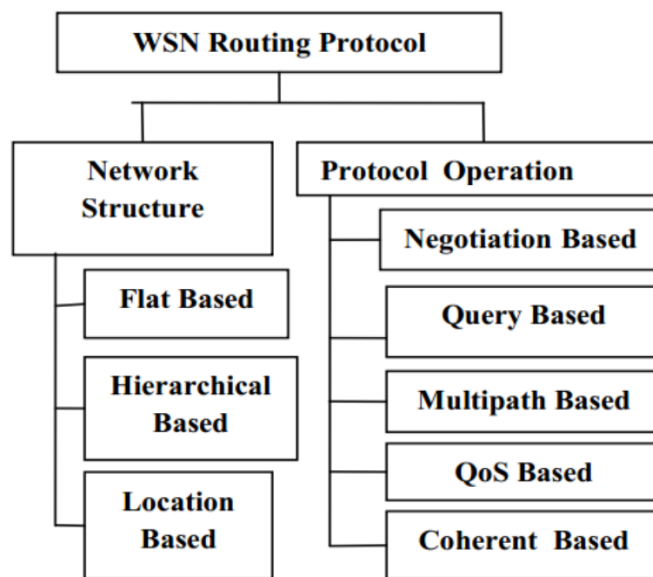 WSN Routing Protocol
Network
Structure
Flat Based
Hierarchical
Based
Location
Based
Protocol Operation
Negotiation Based
Query Based
Multipath Based
QoS Based
Coherent Based